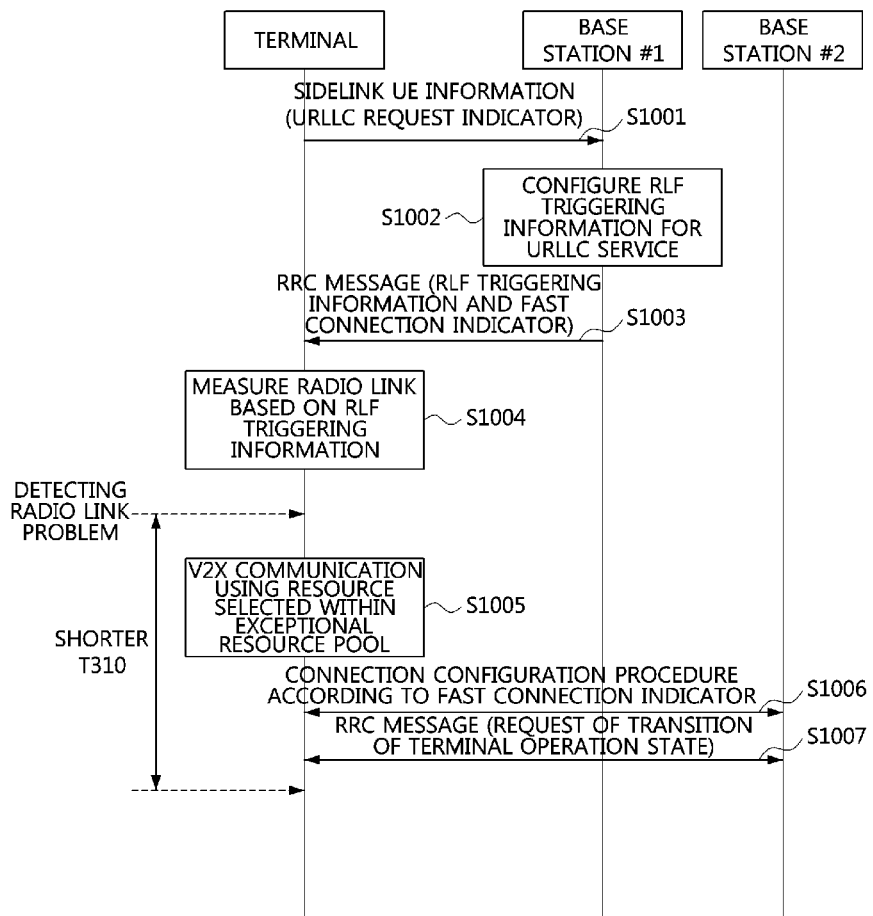 TERMINAL
BASE
STATION #1
BASE
STATION #2
SIDELINK UE INFORMATION
(URLLC REQUEST INDICATOR)
S1001
CONFIGURE RLF
TRIGGERING
INFORMATION FOR
URLLC SERVICE
S1002
RRC MESSAGE (RLF TRIGGERING
INFORMATION AND FAST
CONNECTION INDICATOR)
S1003
MEASURE RADIO LINK
BASED ON RLF
TRIGGERING
INFORMATION
S1004
DETECTING
RADIO LINK
PROBLEM
V2X COMMUNICATION
USING RESOURCE
SELECTED WITHIN
EXCEPTIONAL
RESOURCE POOL
S1005
SHORTER
T310
CONNECTION CONFIGURATION PROCEDURE
ACCORDING TO FAST CONNECTION INDICATOR
S1006
RRC MESSAGE (REQUEST OF TRANSITION
OF TERMINAL OPERATION STATE)
S1007